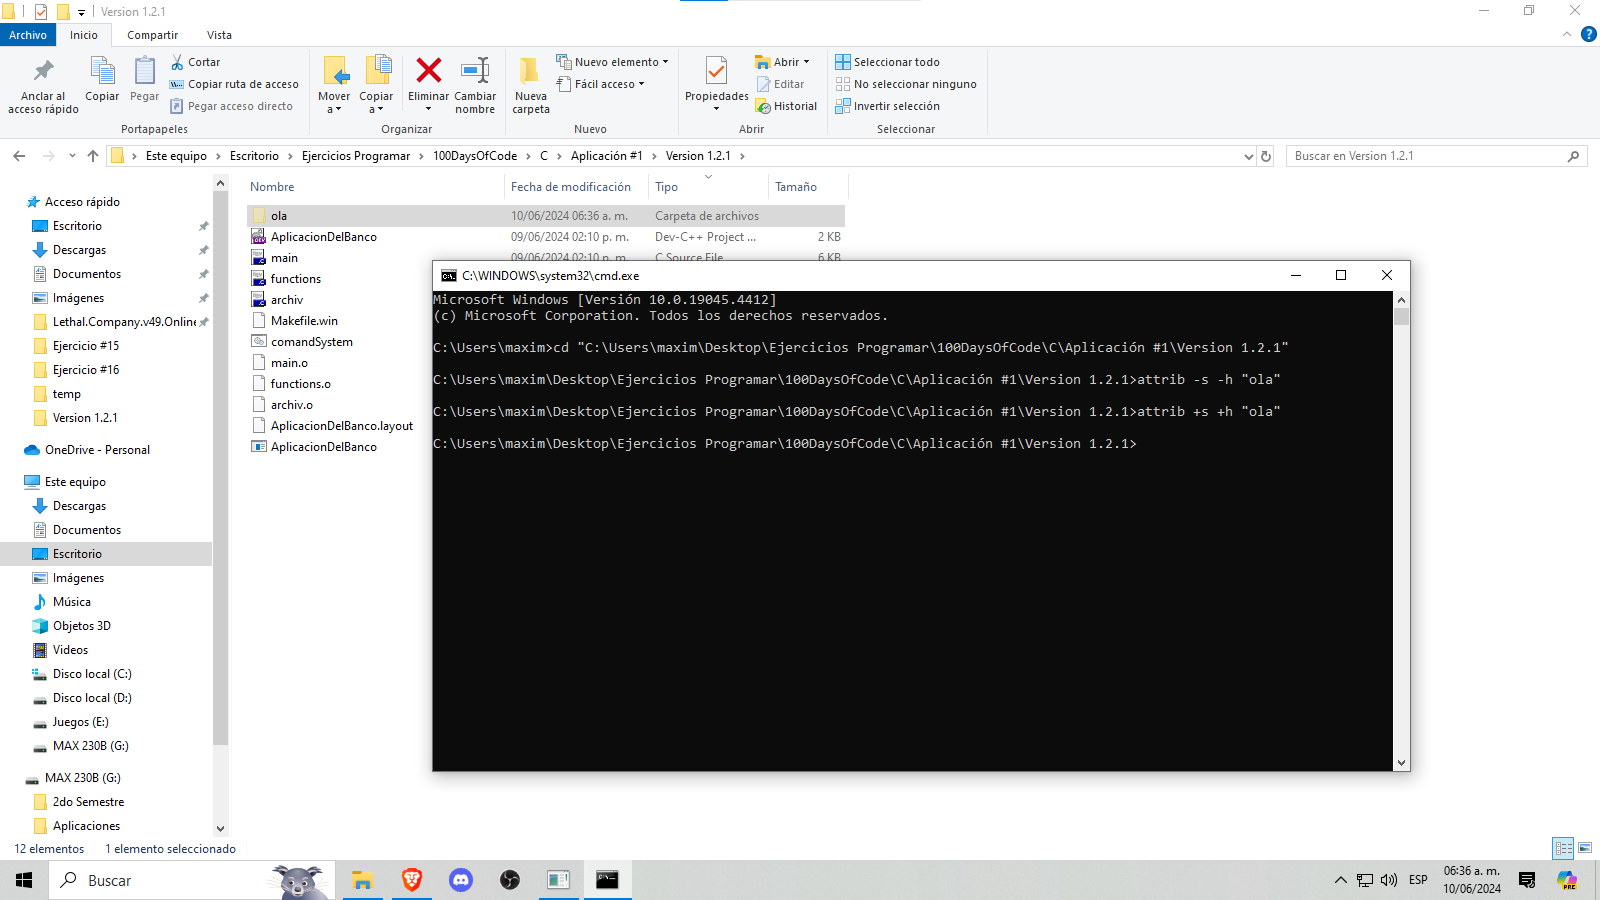 Version 1.2.1
Archivo Inicio Compartir Vista
Anclar al acceso rápido
Copiar
Pegar
Cortar
Copiar ruta de acceso
Pegar acceso directo
Portapapeles
Mover a
Copiar a
Eliminar
Cambiar nombre
Organizar
Nueva carpeta
Nuevo elemento
Fácil acceso
Nuevo
Propiedades
Abrir
Editar
Historial
Abrir
Seleccionar todo
No seleccionar ninguno
Invertir selección
Seleccionar
Este equipo > Escritorio > Ejercicios Programar > 100DaysOfCode > C > Aplicación #1 > Version 1.2.1 >
Buscar en Version 1.2.1
Acceso rápido
Escritorio
Descargas
Documentos
Imágenes
Lethal.Company.v49.Online
Ejercicio #15
Ejercicio #16
temp
Version 1.2.1
OneDrive - Personal
Este equipo
Descargas
Documentos
Escritorio
Imágenes
Música
Objetos 3D
Videos
Disco local (C:)
Disco local (D:)
Juegos (E:)
MAX 230B (G:)
MAX 230B (G:)
2do Semestre
Aplicaciones
Nombre Fecha de modificación Tipo Tamaño
ola 10/06/2024 06:36 a. m. Carpeta de archivos
AplicacionDelBanco 09/06/2024 02:10 p. m. Dev-C++ Project ... 2 KB
main 09/06/2024 02:10 p. m. C Source File 6 KB
functions
archiv
Makefile.win
comandSystem
main.o
functions.o
archiv.o
AplicacionDelBanco.layout
AplicacionDelBanco
C:\WINDOWS\system32\cmd.exe
Microsoft Windows [Versión 10.0.19045.4412]
(c) Microsoft Corporation. Todos los derechos reservados.
C:\Users\maxim>cd "C:\Users\maxim\Desktop\Ejercicios Programar\100DaysOfCode\C\Aplicación #1\Version 1.2.1"
C:\Users\maxim\Desktop\Ejercicios Programar\100DaysOfCode\C\Aplicación #1\Version 1.2.1>attrib -s -h "ola"
C:\Users\maxim\Desktop\Ejercicios Programar\100DaysOfCode\C\Aplicación #1\Version 1.2.1>attrib +s +h "ola"
C:\Users\maxim\Desktop\Ejercicios Programar\100DaysOfCode\C\Aplicación #1\Version 1.2.1>
12 elementos 1 elemento seleccionado
Buscar
ESP
06:36 a. m.
10/06/2024
PRE